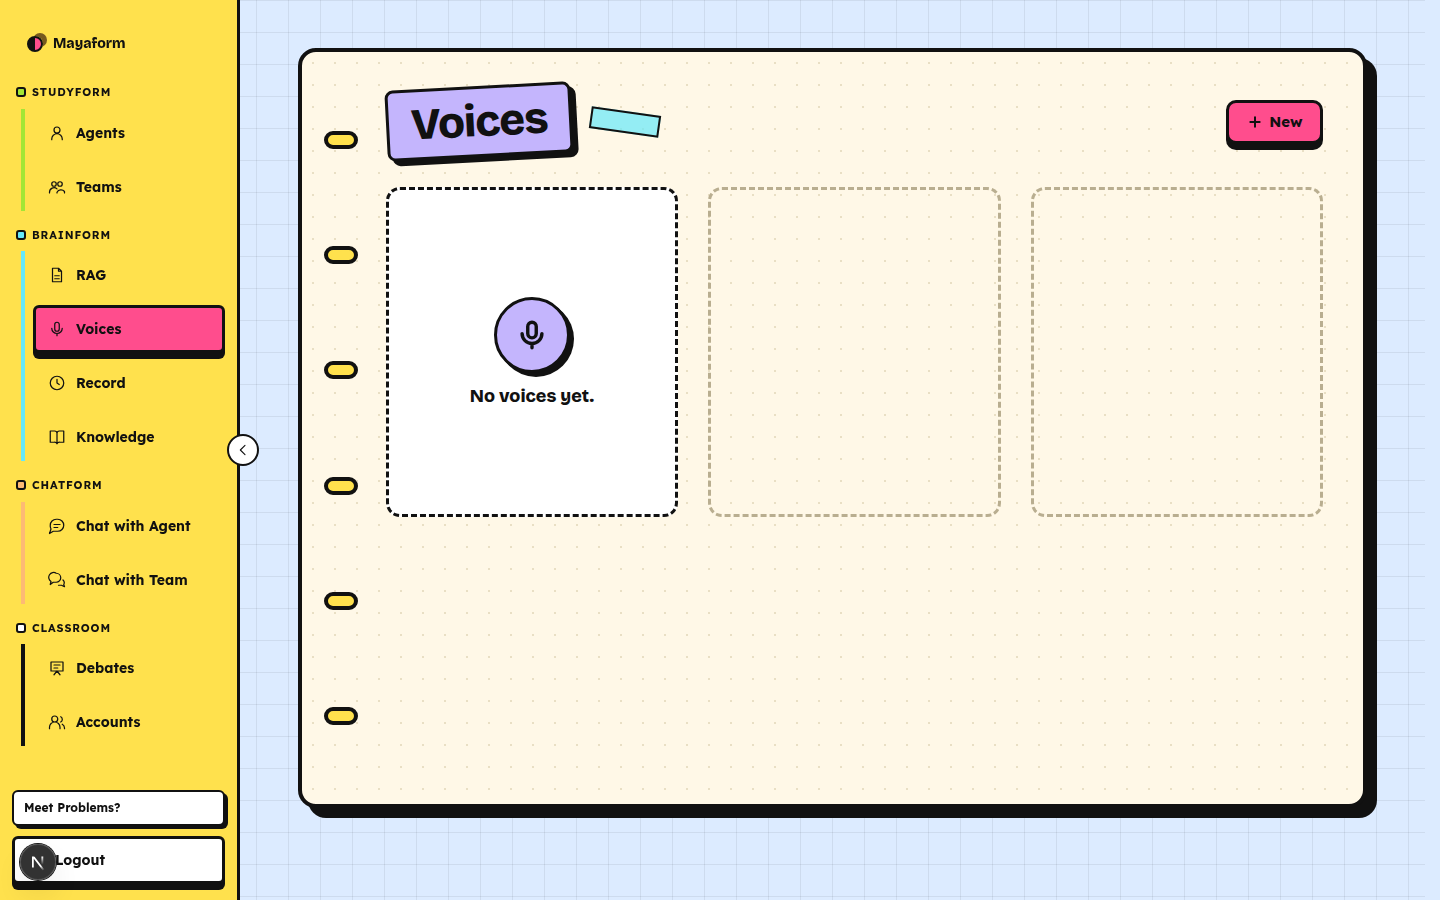 Mayaform
STUDYFORM
Agents
Teams
BRAINFORM
RAG
Voices
Record
Knowledge
CHATFORM
Chat with Agent
Chat with Team
CLASSROOM
Debates
Accounts
Meet Problems?
N
Logout
Voices
+ New
No voices yet.